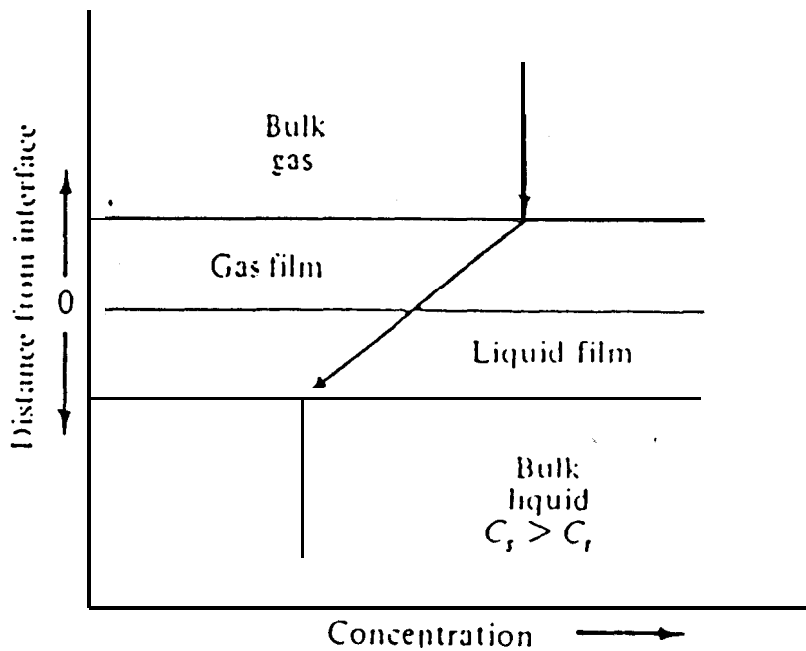 Bulk
gas
Gas film
Liquid film
Bulk
liquid
C_s > C_t
Distance from interface
0
Concentration